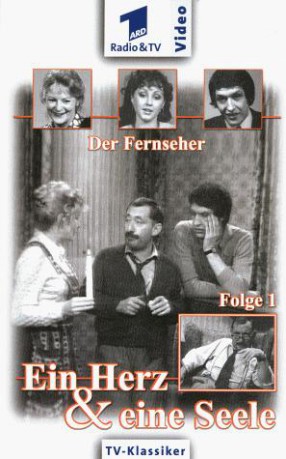 1
ARD
Radio & TV
Video
Der Fernseher
Folge 1
Ein Herz
& eine Seele
TV-Klassiker